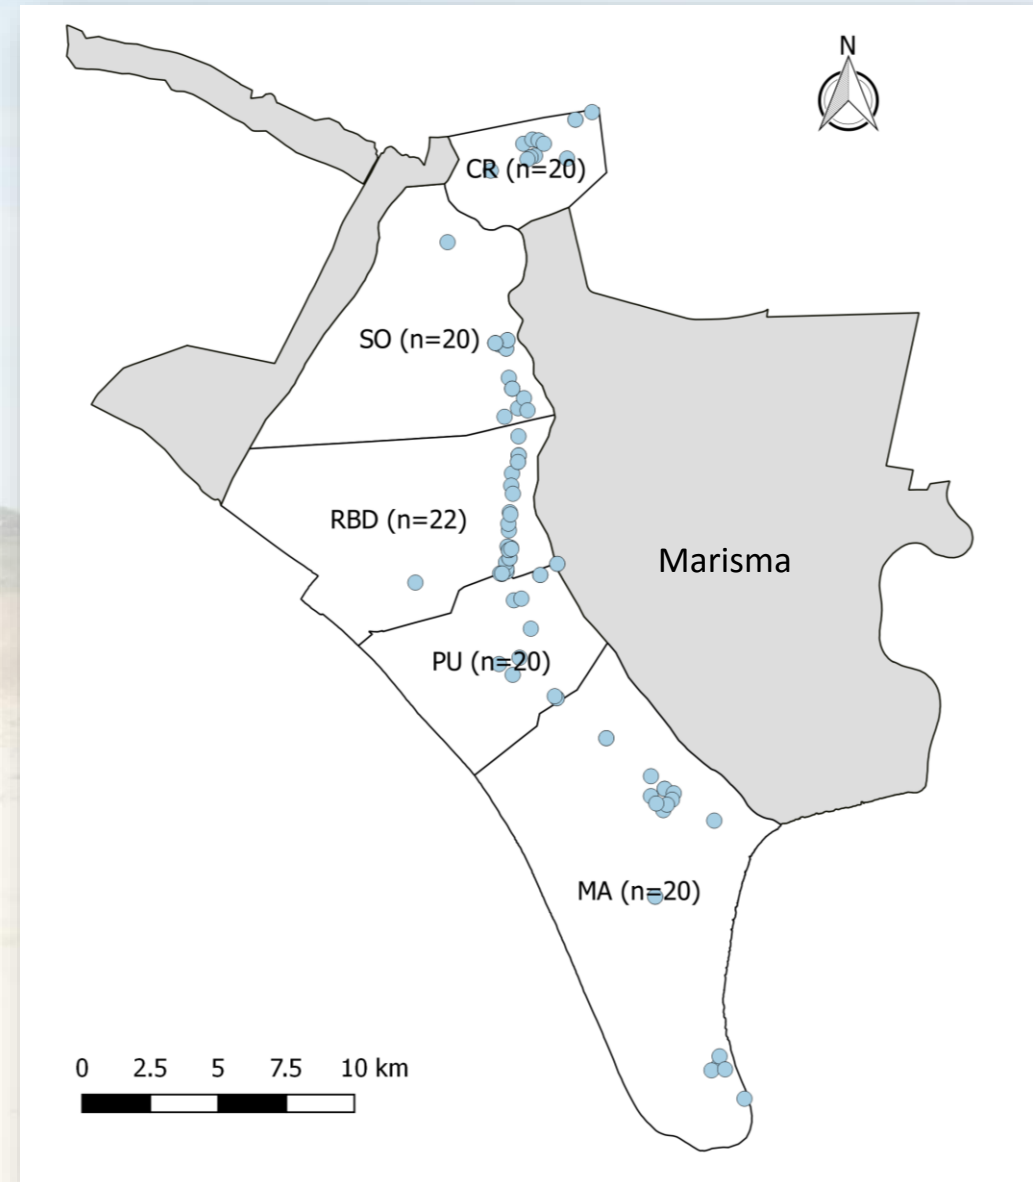 N
CR (n=20)
SO (n=20)
RBD (n=22)
Marisma
PU (n=20)
MA (n=20)
0 2.5 5 7.5 10 km